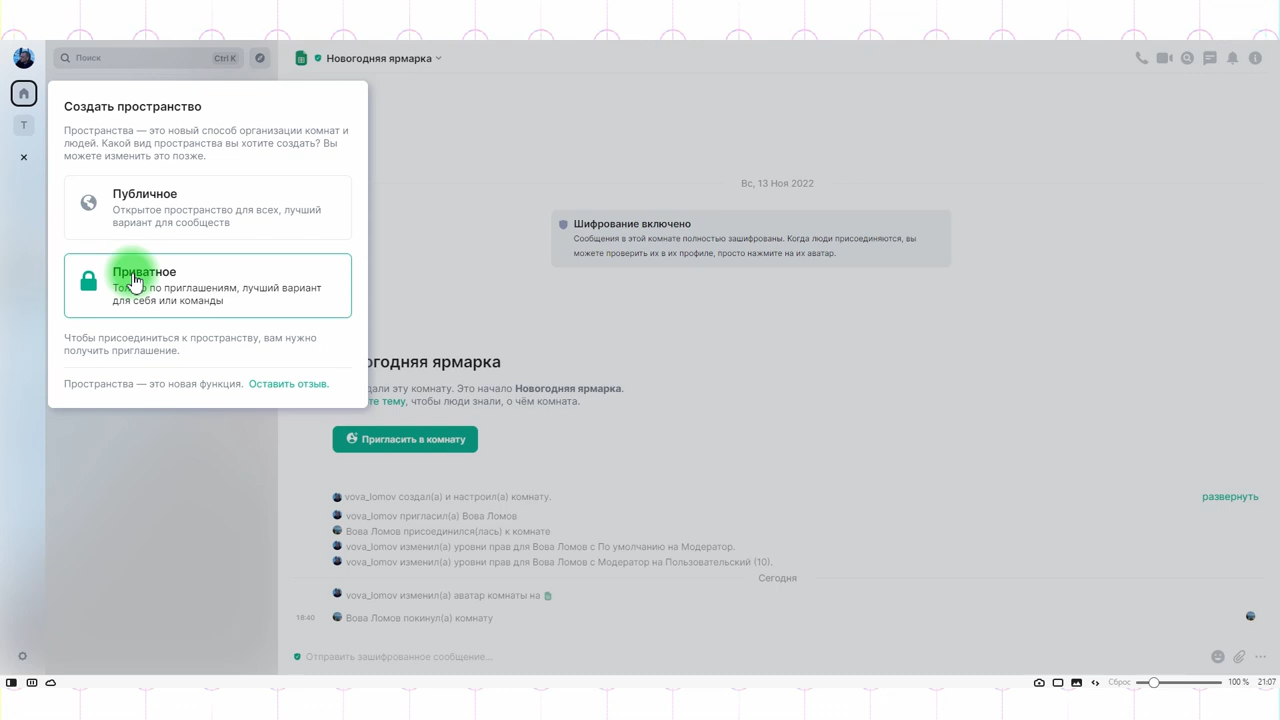 Поиск
Ctrl K
Новогодняя ярмарка
T
Создать пространство
Пространства — это новый способ организации комнат и
людей. Какой вид пространства вы хотите создать? Вы
можете изменить это позже.
Публичное
Открытое пространство для всех, лучший
вариант для сообществ
Приватное
по приглашениям, лучший вариант
для себя или команды
Чтобы присоединиться к пространству, вам нужно
получить приглашение.
Пространства — это новая функция. Оставить отзыв.
Вс, 13 Ноя 2022
Шифрование включено
Сообщения в этой комнате полностью зашифрованы. Когда люди присоединяются, вы
можете проверить их в их профиле, просто нажмите на их аватар.
огодняя ярмарка
дали эту комнату. Это начало Новогодняя ярмарка.
те тему, чтобы люди знали, о чём комната.
Пригласить в комнату
vova_lomov создал(а) и настроил(а) комнату.
развернуть
vova_lomov пригласил(а) Вова Ломов
Вова Ломов присоединился(лась) к комнате
vova_lomov изменил(а) уровни прав для Вова Ломов с По умолчанию на Модератор.
vova_lomov изменил(а) уровни прав для Вова Ломов с Модератор на Пользовательский (10).
Сегодня
vova_lomov изменил(а) аватар комнаты на
18:40 Вова Ломов покинул(а) комнату
Отправить зашифрованное сообщение…
Сброс
100 %
21:07